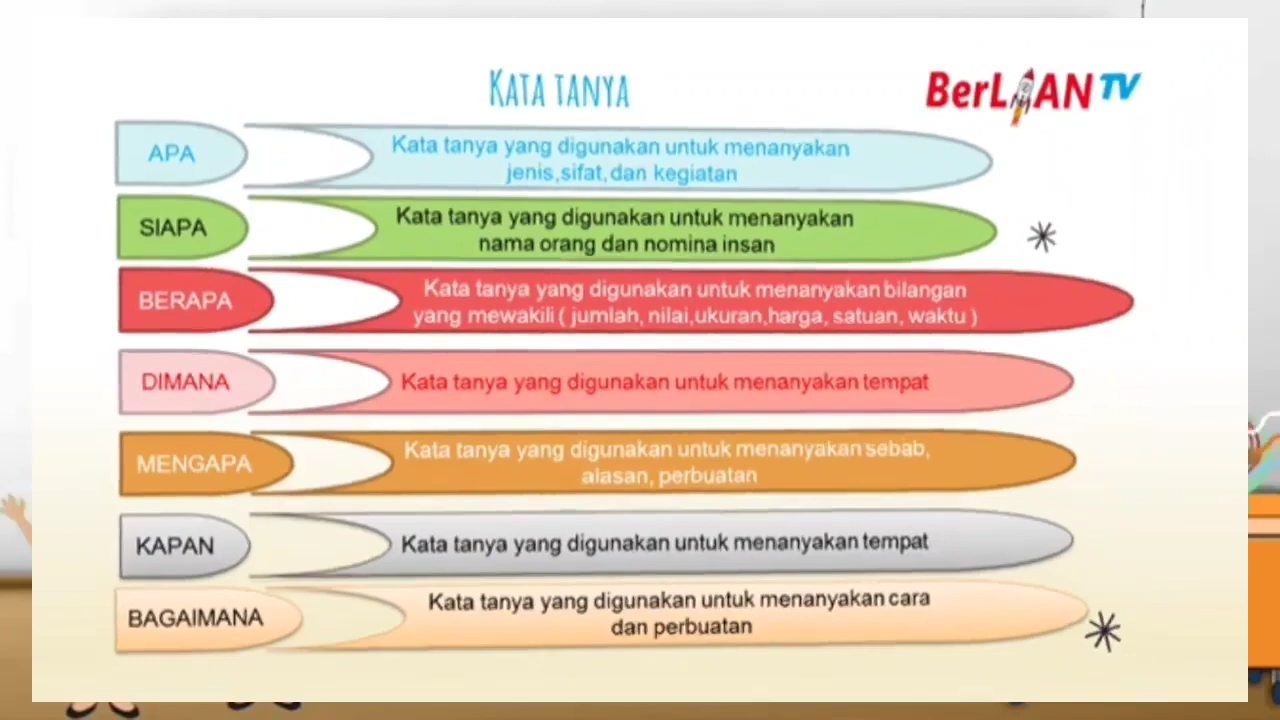 KATA TANYA
BerLIAN TV
APA
Kata tanya yang digunakan untuk menanyakan
jenis,sifat,dan kegiatan
SIAPA
Kata tanya yang digunakan untuk menanyakan
nama orang dan nomina insan
BERAPA
Kata tanya yang digunakan untuk menanyakan bilangan
yang mewakili ( jumlah, nilai,ukuran,harga, satuan, waktu )
DIMANA
Kata tanya yang digunakan untuk menanyakan tempat
MENGAPA
Kata tanya yang digunakan untuk menanyakan sebab,
alasan, perbuatan
KAPAN
Kata tanya yang digunakan untuk menanyakan tempat
BAGAIMANA
Kata tanya yang digunakan untuk menanyakan cara
dan perbuatan